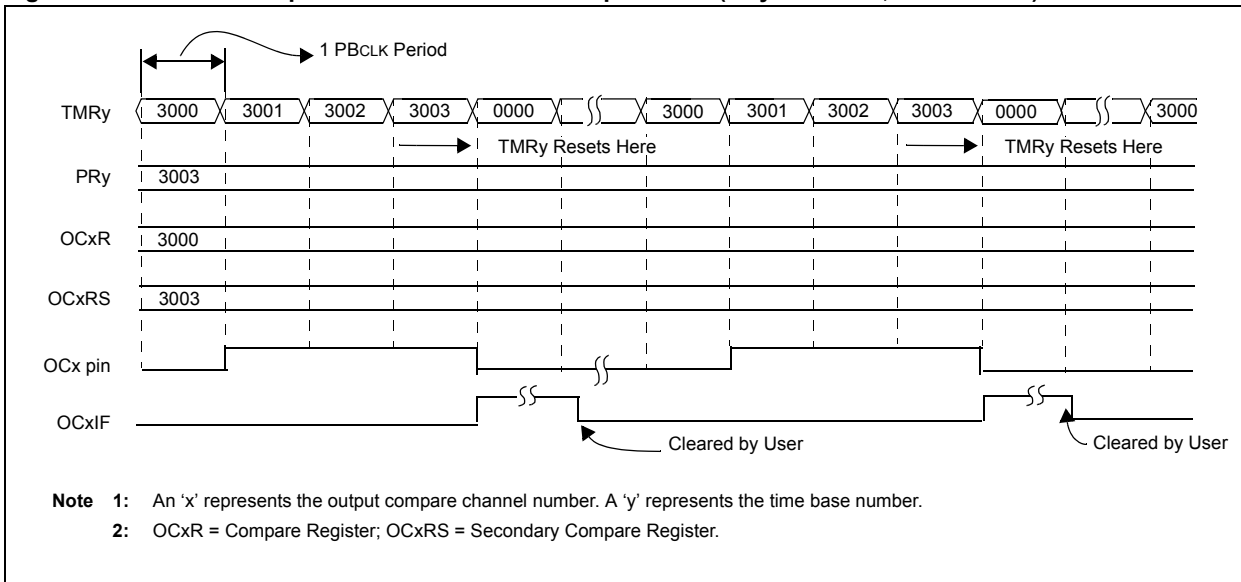 1 PBCLK Period
TMRy 3000 3001 3002 3003 0000 3000 3001 3002 3003 0000 3000
TMRy Resets Here TMRy Resets Here
PRy 3003
OCxR 3000
OCxRS 3003
OCx pin
OCxIF
Cleared by User Cleared by User
Note 1: An ‘x’ represents the output compare channel number. A ‘y’ represents the time base number.
2: OCxR = Compare Register; OCxRS = Secondary Compare Register.